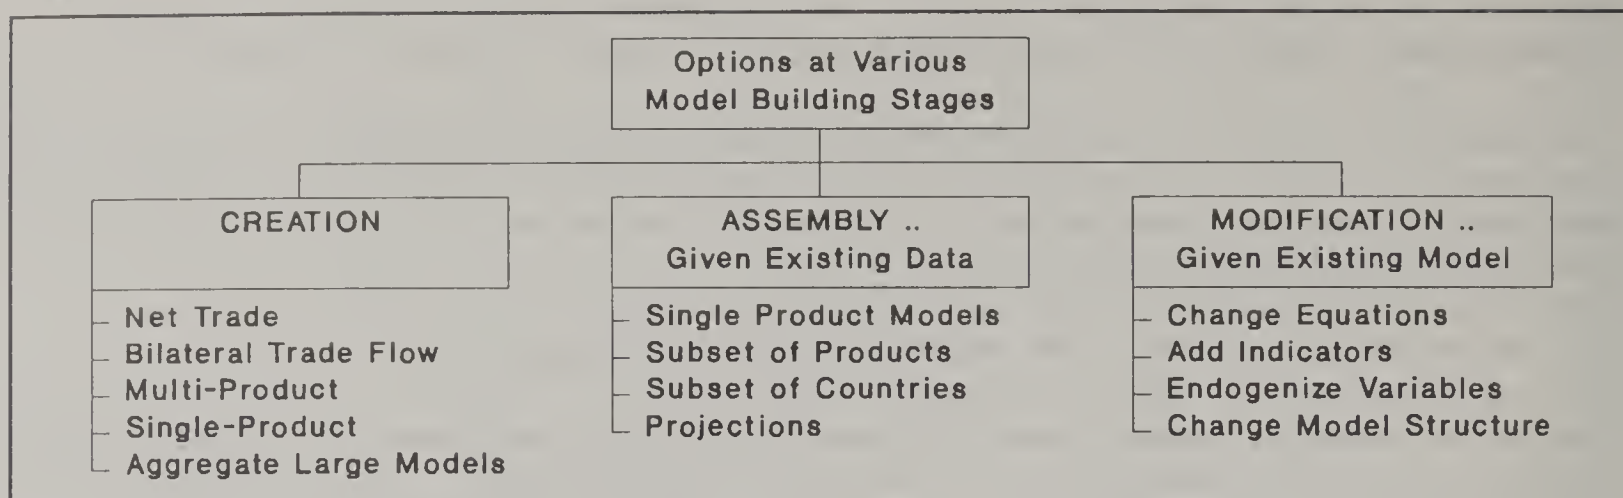 Options at Various
Model Building Stages
CREATION
Net Trade
Bilateral Trade Flow
Multi-Product
Single-Product
Aggregate Large Models
ASSEMBLY ..
Given Existing Data
Single Product Models
Subset of Products
Subset of Countries
Projections
MODIFICATION ..
Given Existing Model
Change Equations
Add Indicators
Endogenize Variables
Change Model Structure